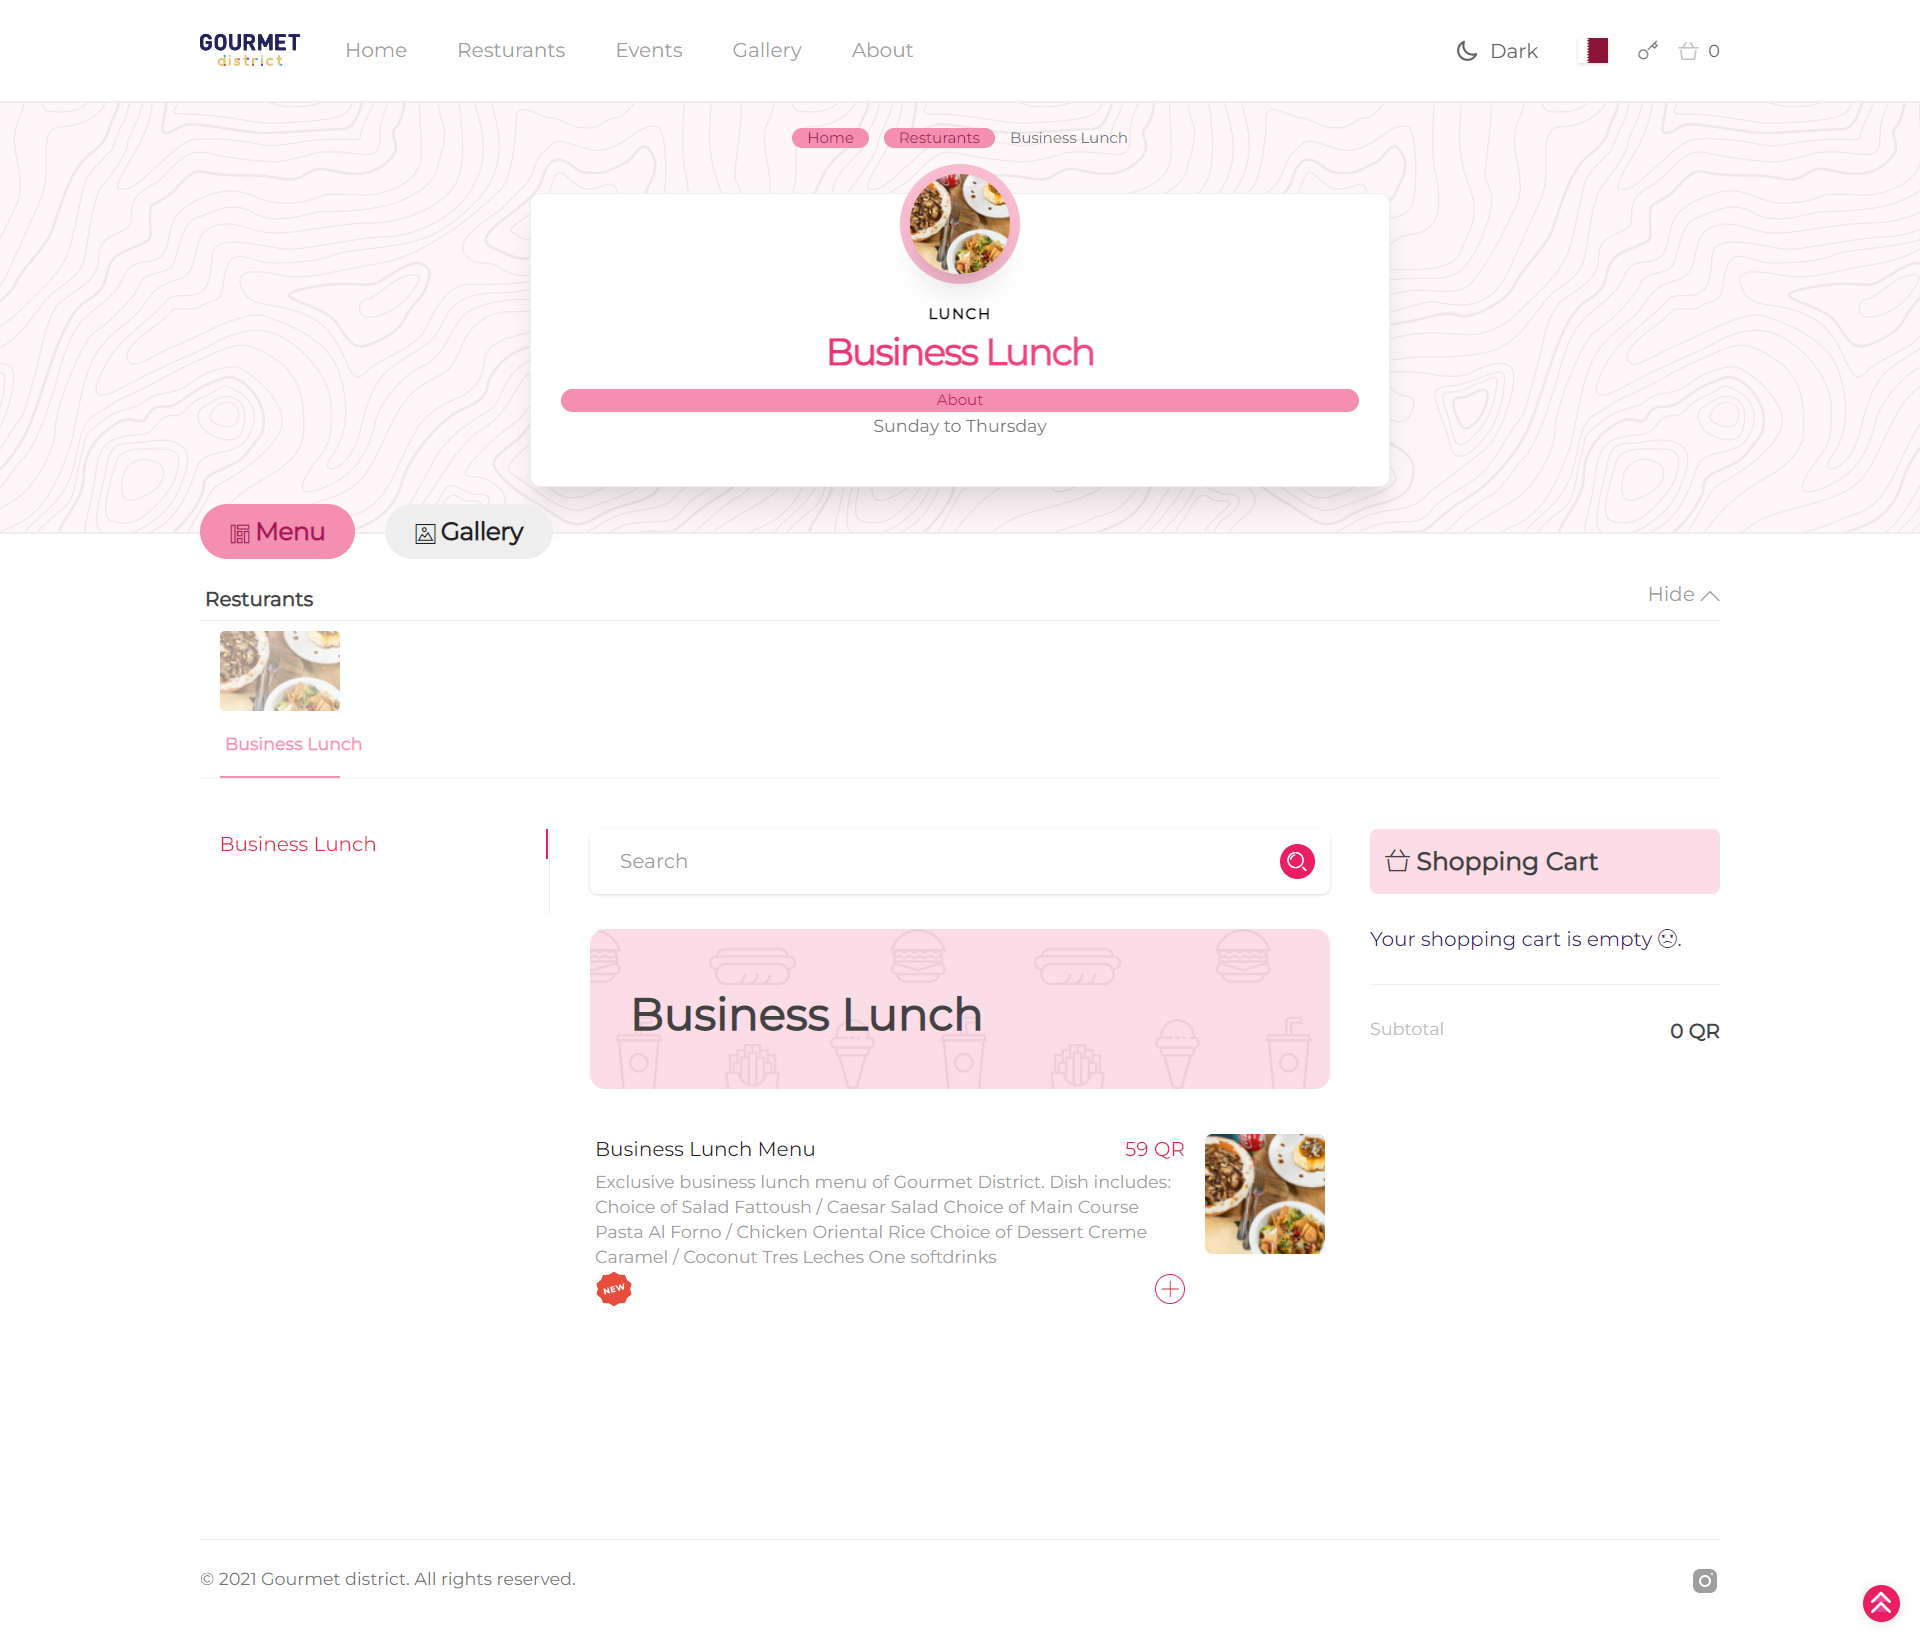 GOURMET
district
Home
Resturants
Events
Gallery
About
Dark
0
Home
Resturants
Business Lunch
LUNCH
Business Lunch
About
Sunday to Thursday
Menu
Gallery
Resturants
Hide
Business Lunch
Business Lunch
Search
Shopping Cart
Your shopping cart is empty ☹.
Subtotal
0 QR
Business Lunch
Business Lunch Menu
59 QR
Exclusive business lunch menu of Gourmet District. Dish includes:
Choice of Salad Fattoush / Caesar Salad Choice of Main Course
Pasta Al Forno / Chicken Oriental Rice Choice of Dessert Creme
Caramel / Coconut Tres Leches One softdrinks
NEW
© 2021 Gourmet district. All rights reserved.